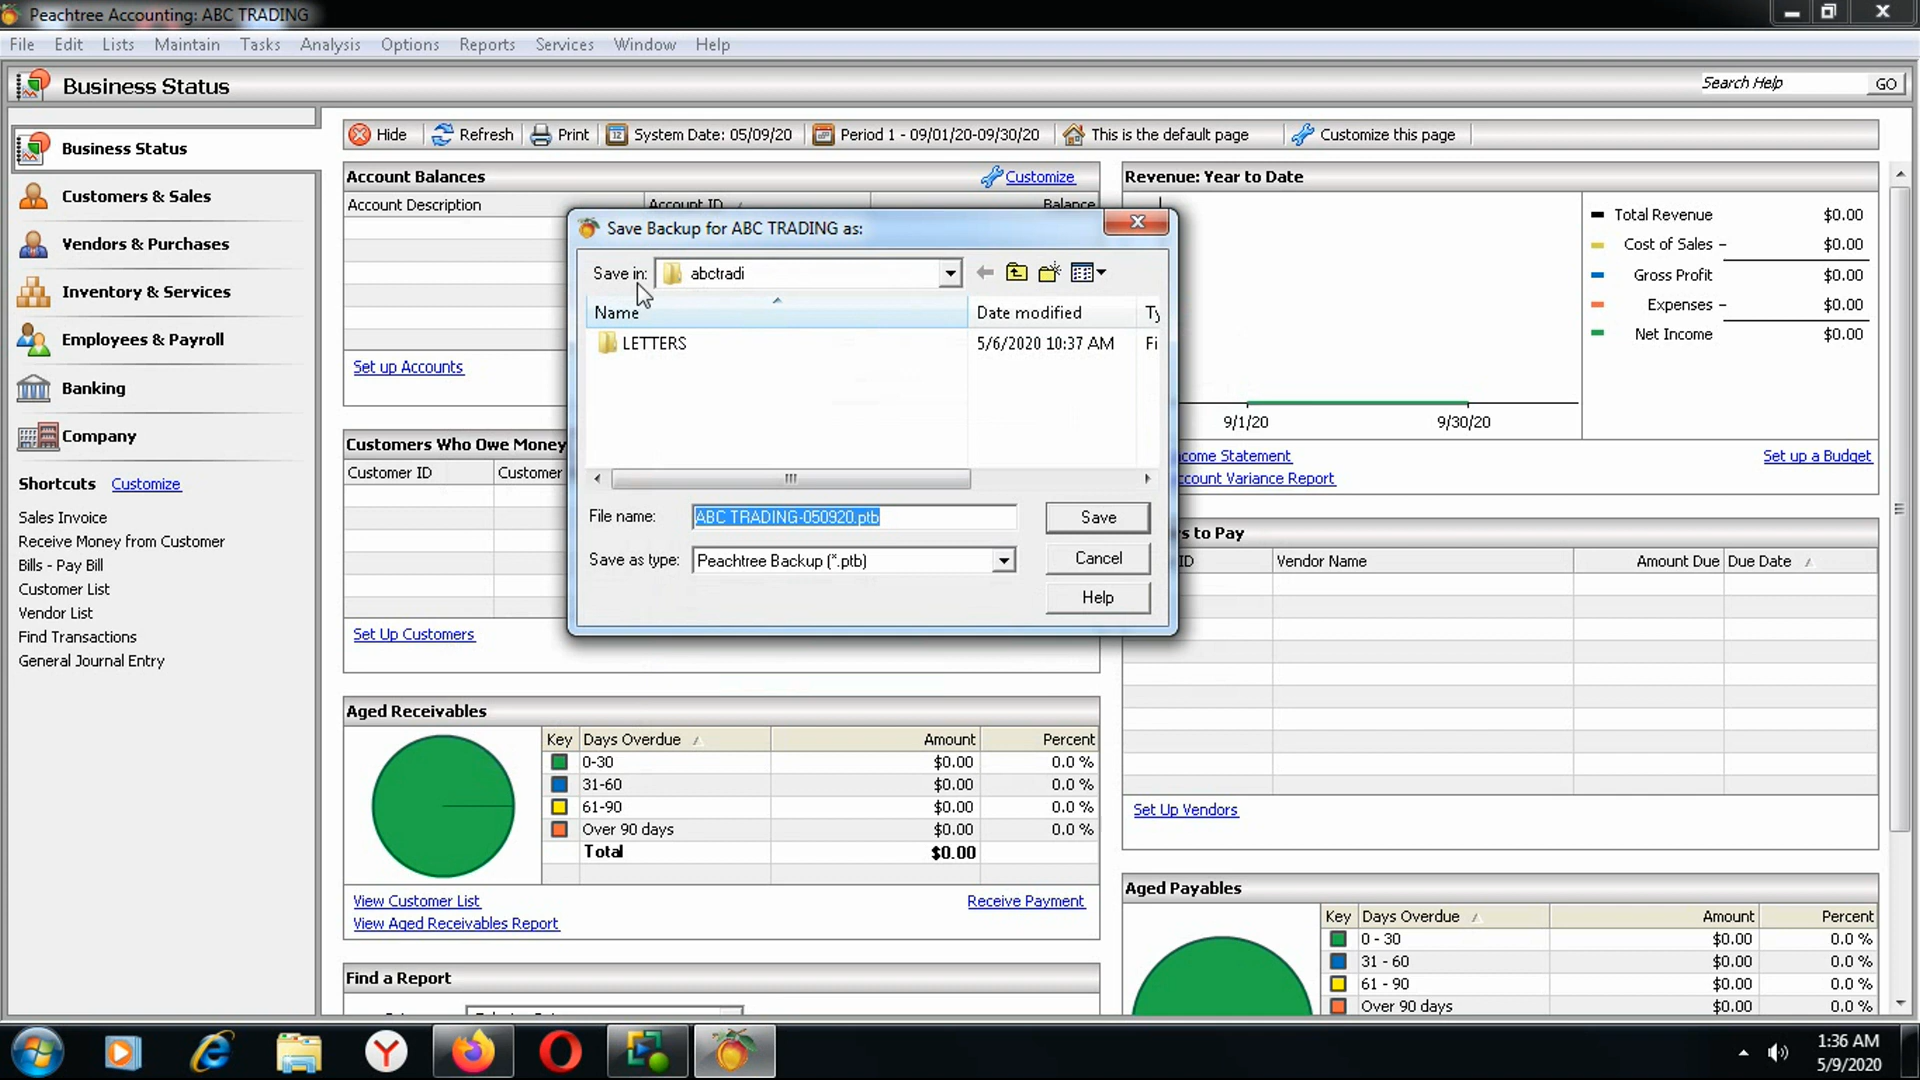 Peachtree Accounting: ABC TRADING
File Edit Lists Maintain Tasks Analysis Options Reports Services Window Help
Business Status
Search Help GO
Business Status
Customers & Sales
Vendors & Purchases
Inventory & Services
Employees & Payroll
Banking
Company
Shortcuts Customize
Sales Invoice
Receive Money from Customer
Bills - Pay Bill
Customer List
Vendor List
Find Transactions
General Journal Entry
Hide Refresh Print System Date: 05/09/20 Period 1 - 09/01/20-09/30/20 This is the default page Customize this page
Account Balances Customize
Account Description Account ID Balance
Set up Accounts
Customers Who Owe Money
Customer ID Customer
Set Up Customers
Save Backup for ABC TRADING as:
Save in: abctradi
Name Date modified Ty
LETTERS 5/6/2020 10:37 AM Fi
File name: ABC TRADING-050920.ptb Save
Save as type: Peachtree Backup (*.ptb) Cancel
Help
Aged Receivables
Key Days Overdue Amount Percent
0-30 $0.00 0.0 %
31-60 $0.00 0.0 %
61-90 $0.00 0.0 %
Over 90 days $0.00 0.0 %
Total $0.00
View Customer List Receive Payment
View Aged Receivables Report
Find a Report
Revenue: Year to Date
Total Revenue $0.00
Cost of Sales - $0.00
Gross Profit $0.00
Expenses - $0.00
Net Income $0.00
9/1/20 9/30/20
come Statement Set up a Budget
count Variance Report
s to Pay
ID Vendor Name Amount Due Due Date
Set Up Vendors
Aged Payables
Key Days Overdue Amount Percent
0 - 30 $0.00 0.0 %
31 - 60 $0.00 0.0 %
61 - 90 $0.00 0.0 %
Over 90 days $0.00 0.0 %
1:36 AM
5/9/2020